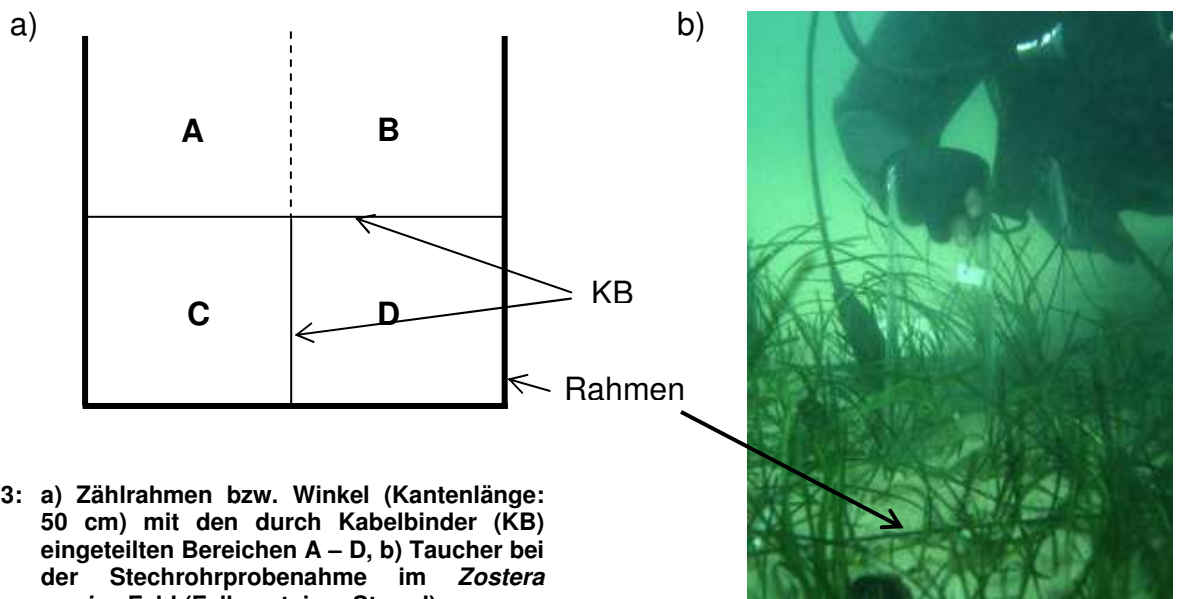 a)
b)
A
B
C
D
KB
Rahmen
3: a) Zählrahmen bzw. Winkel (Kantenlänge:
50 cm) mit den durch Kabelbinder (KB)
eingeteilten Bereichen A – D, b) Taucher bei
der Stechrohrprobenahme im Zostera